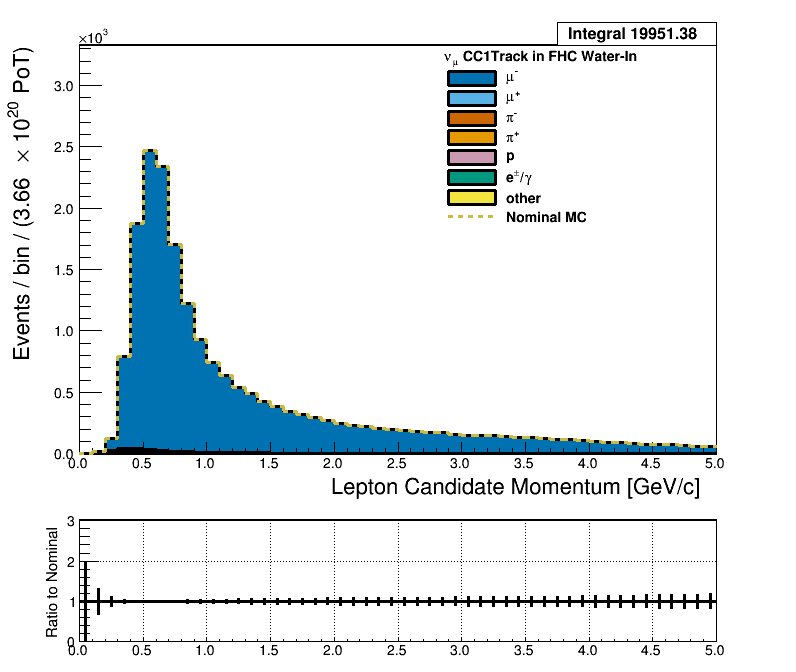 Integral 19951.38
×10³
ν_μ CC1Track in FHC Water-In
μ⁻
μ⁺
π⁻
π⁺
p
e±/γ
other
Nominal MC
Events / bin / (3.66 × 10²⁰ PoT)
3.0
2.5
2.0
1.5
1.0
0.5
0.0
0.0 0.5 1.0 1.5 2.0 2.5 3.0 3.5 4.0 4.5 5.0
Lepton Candidate Momentum [GeV/c]
Ratio to Nominal
3
2
1
0
0.0 0.5 1.0 1.5 2.0 2.5 3.0 3.5 4.0 4.5 5.0